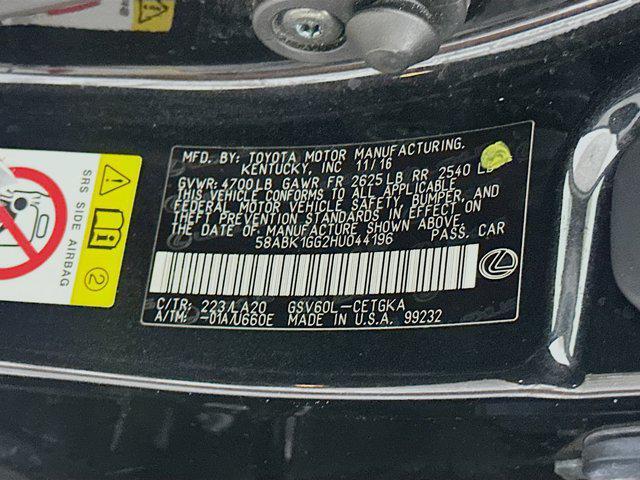 MFD. BY: TOYOTA MOTOR MANUFACTURING,
KENTUCKY, INC 11/16
GVWR: 4700LB GAWR FR 2625LB RR 2540
THIS VEHICLE CONFORMS TO ALL APPLICABLE
FEDERAL MOTOR VEHICLE SAFETY, BUMPER, AND
THEFT PREVENTION STANDARDS IN EFFECT ON
THE DATE OF MANUFACTURE SHOWN ABOVE.
58ABK1GG2HU044196 PASS. CAR
C/TR: 223/LA20 GSV60L-CETGKA
A/TM: -01A/U660E MADE IN U.S.A. 99232
SRS SIDE AIRBAG
2